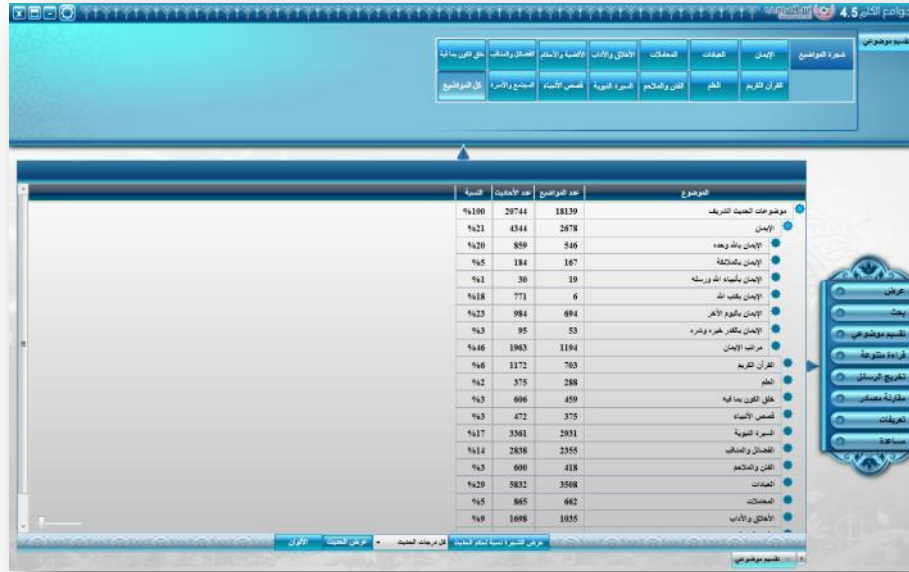 جوامع الكلم 4.5
تقسيم موضوعي
شجرة المواضيع الإيمان العبادات المعاملات الأخلاق والآداب الأقضية والأحكام الفضائل والمناقب خلق الكون بما فيه
القرآن الكريم العلم الفتن والملاحم السيرة النبوية قصص الأنبياء المجتمع والأسرة كل المواضيع
الموضوع عدد المواضيع عدد الأحاديث النسبة
موضوعات الحديث الشريف 18139 20744 %100
الإيمان 2678 4344 %21
الإيمان بالله وحده 546 859 %20
الإيمان بالملائكة 167 184 %5
الإيمان بأنبياء الله ورسله 19 30 %1
الإيمان بكتب الله 6 771 %18
الإيمان باليوم الآخر 694 984 %23
الإيمان بالقدر خيره وشره 53 95 %3
مراتب الإيمان 1194 1963 %46
القرآن الكريم 703 1172 %6
العلم 288 375 %2
خلق الكون بما فيه 459 606 %3
قصص الأنبياء 375 472 %3
السيرة النبوية 2931 3361 %17
الفضائل والمناقب 2355 2838 %14
الفتن والملاحم 418 600 %3
العبادات 3508 5832 %29
المعاملات 662 865 %5
الأخلاق والآداب 1035 1698 %9
عرض الشجرة نسبة لحكم الحديث كل درجات الحديث عرض الحديث الألوان
تقسيم موضوعي
عرض
بحث
تقسيم موضوعي
قراءة متنوعة
تخريج الرسائل
مقارنة مصادر
تعريفات
مساعدة